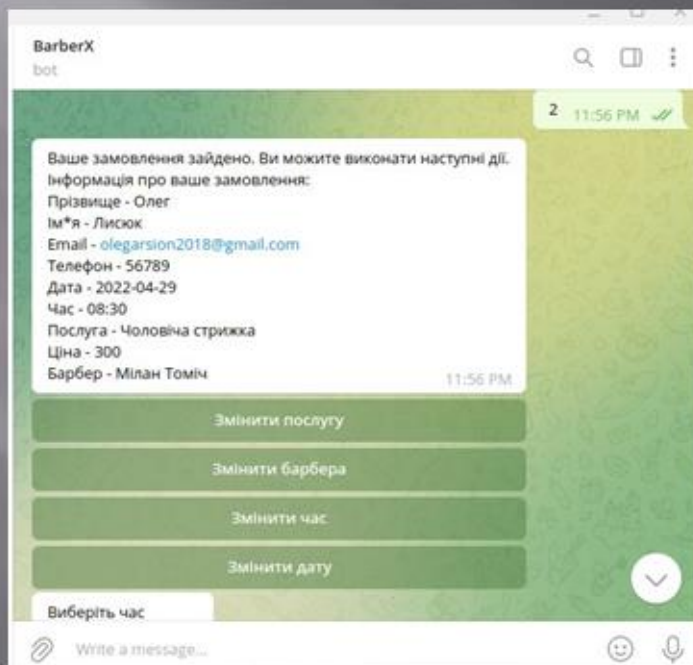 BarberX
bot
2 11:56 PM
Ваше замовлення зайдено. Ви можите виконати наступні дії.
Інформація про ваше замовлення:
Прізвище - Олег
Ім*я - Лисюк
Email - olegarsion2018@gmail.com
Телефон - 56789
Дата - 2022-04-29
Час - 08:30
Послуга - Чоловіча стрижка
Ціна - 300
Барбер - Мілан Томіч
11:56 PM
Змінити послугу
Змінити барбера
Змінити час
Змінити дату
Виберіть час
Write a message...